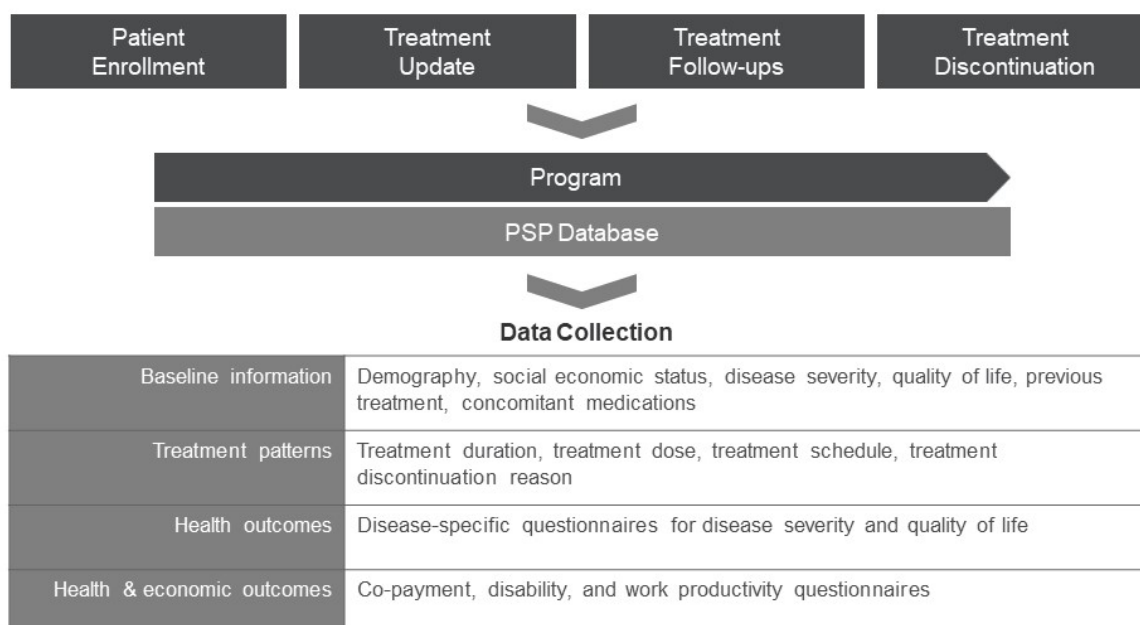 Patient
Enrollment
Treatment
Update
Treatment
Follow-ups
Treatment
Discontinuation
Program
PSP Database
Data Collection
Baseline information
Demography, social economic status, disease severity, quality of life, previous
treatment, concomitant medications
Treatment patterns
Treatment duration, treatment dose, treatment schedule, treatment
discontinuation reason
Health outcomes
Disease-specific questionnaires for disease severity and quality of life
Health & economic outcomes
Co-payment, disability, and work productivity questionnaires